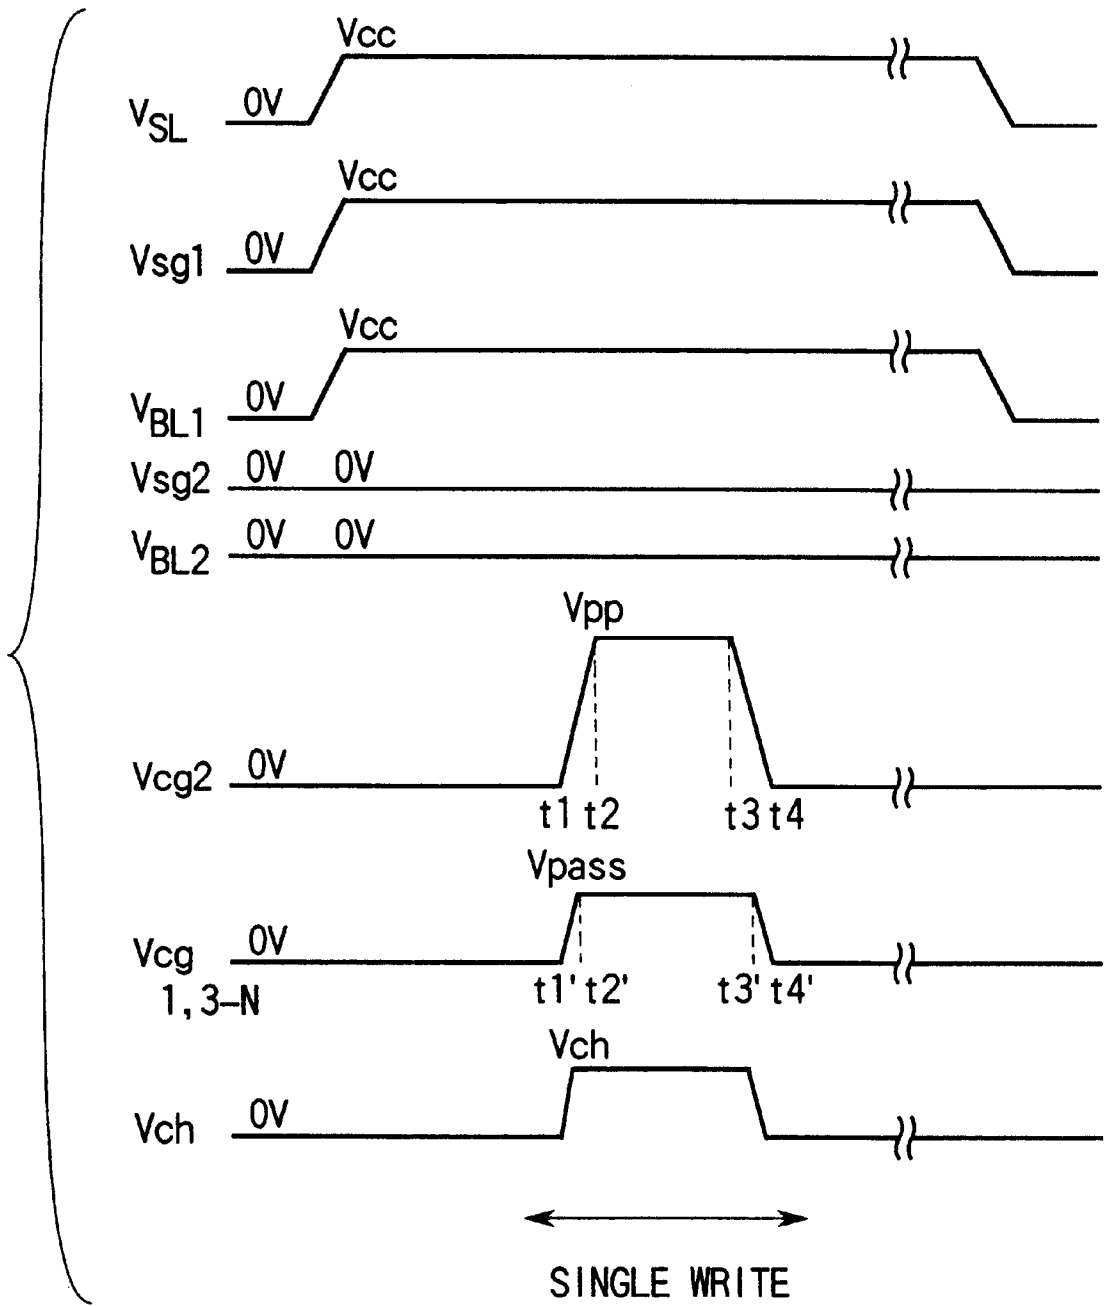 Vcc
VSL 0V
Vcc
Vsg1 0V
Vcc
VBL1 0V
Vsg2 0V 0V
VBL2 0V 0V
Vpp
Vcg2 0V
t1 t2 t3 t4
Vpass
Vcg 0V
1,3-N t1' t2' t3' t4'
Vch
Vch 0V
SINGLE WRITE